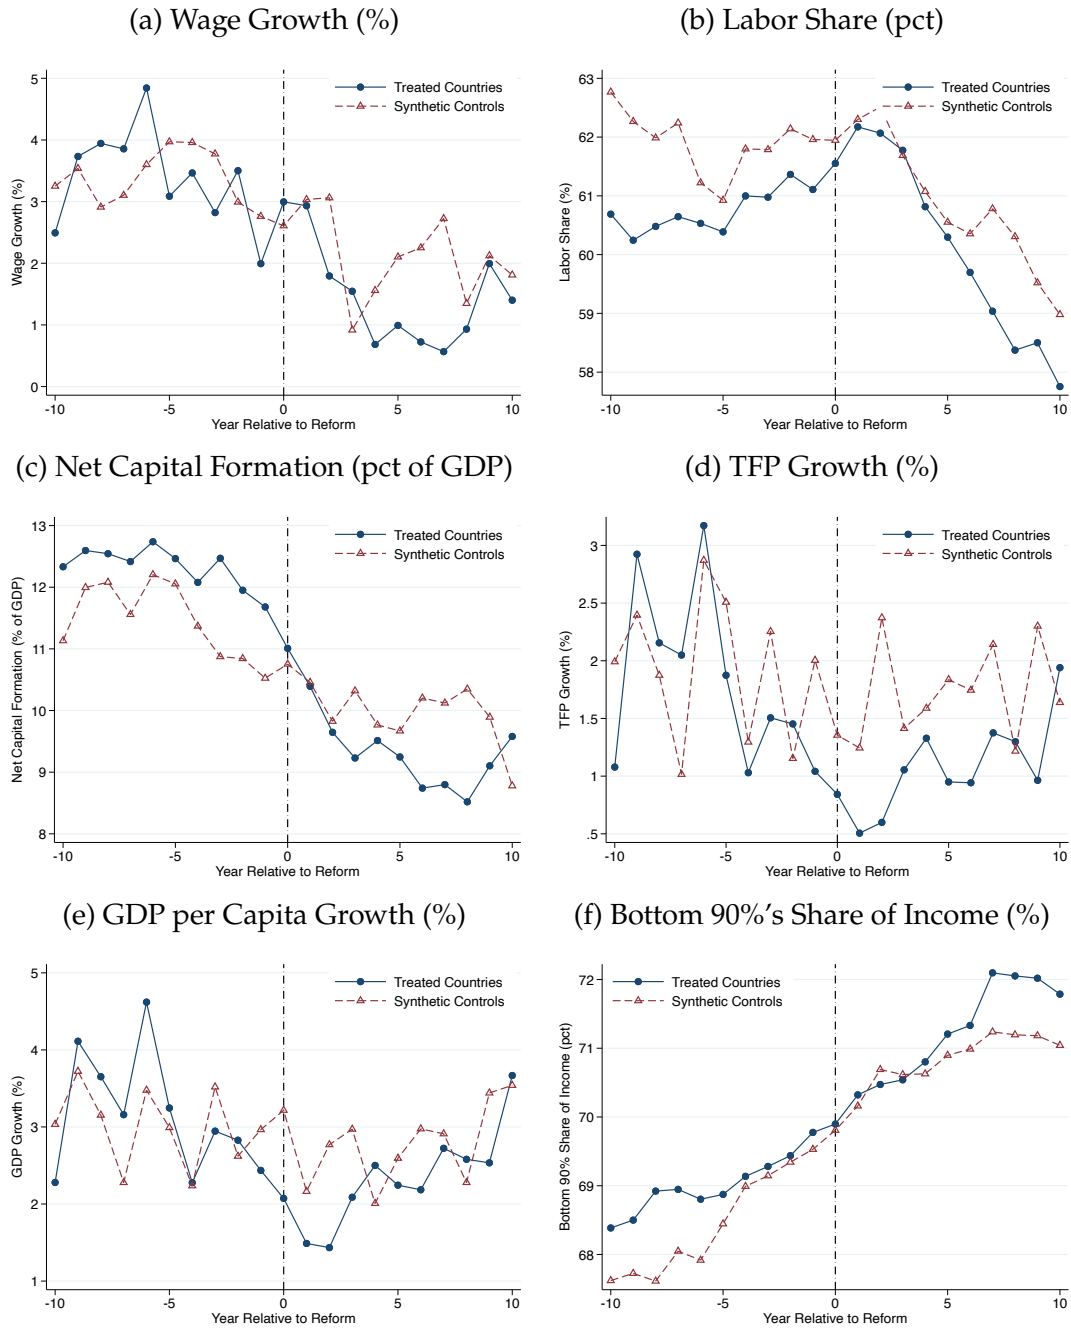 (a) Wage Growth (%)
Treated Countries
Synthetic Controls
Wage Growth (%)
5
4
3
2
1
0
-10
-5
0
5
10
Year Relative to Reform
(b) Labor Share (pct)
Treated Countries
Synthetic Controls
Labor Share (%)
63
62
61
60
59
58
-10
-5
0
5
10
Year Relative to Reform
(c) Net Capital Formation (pct of GDP)
Treated Countries
Synthetic Controls
Net Capital Formation (% of GDP)
13
12
11
10
9
8
-10
-5
0
5
10
Year Relative to Reform
(d) TFP Growth (%)
Treated Countries
Synthetic Controls
TFP Growth (%)
3
2.5
2
1.5
1
.5
-10
-5
0
5
10
Year Relative to Reform
(e) GDP per Capita Growth (%)
Treated Countries
Synthetic Controls
GDP Growth (%)
5
4
3
2
1
-10
-5
0
5
10
Year Relative to Reform
(f) Bottom 90%'s Share of Income (%)
Treated Countries
Synthetic Controls
Bottom 90% Share of Income (pct)
72
71
70
69
68
-10
-5
0
5
10
Year Relative to Reform